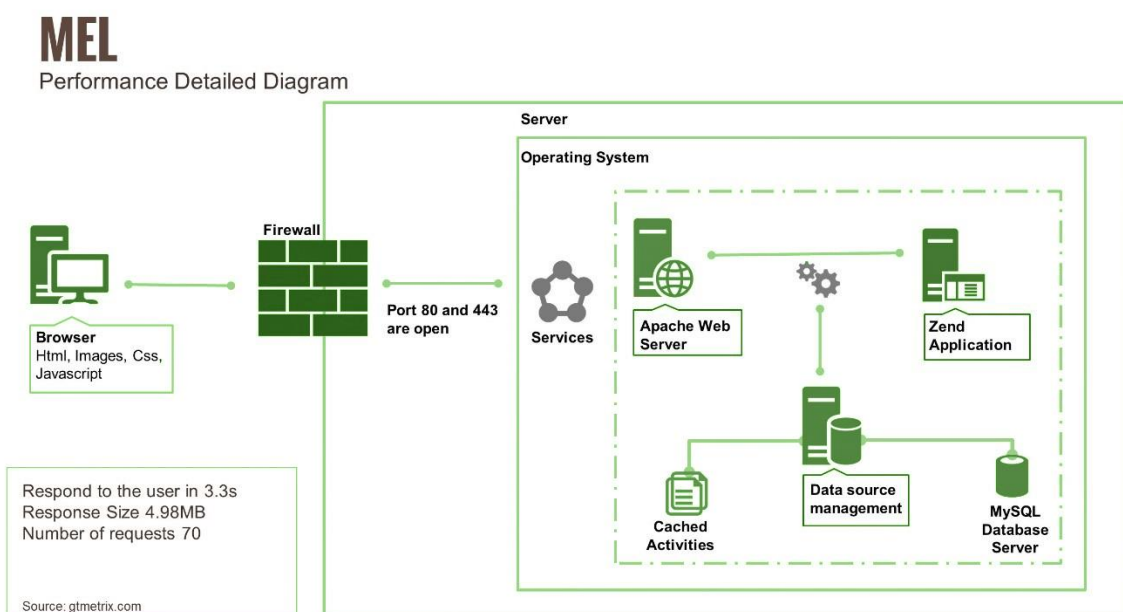 MEL
Performance Detailed Diagram
Server
Operating System
Firewall
Port 80 and 443
are open
Services
Browser
Html, Images, Css,
Javascript
Apache Web
Server
Zend
Application
Data source
management
Cached
Activities
MySQL
Database
Server
Respond to the user in 3.3s
Response Size 4.98MB
Number of requests 70
Source: gtmetrix.com